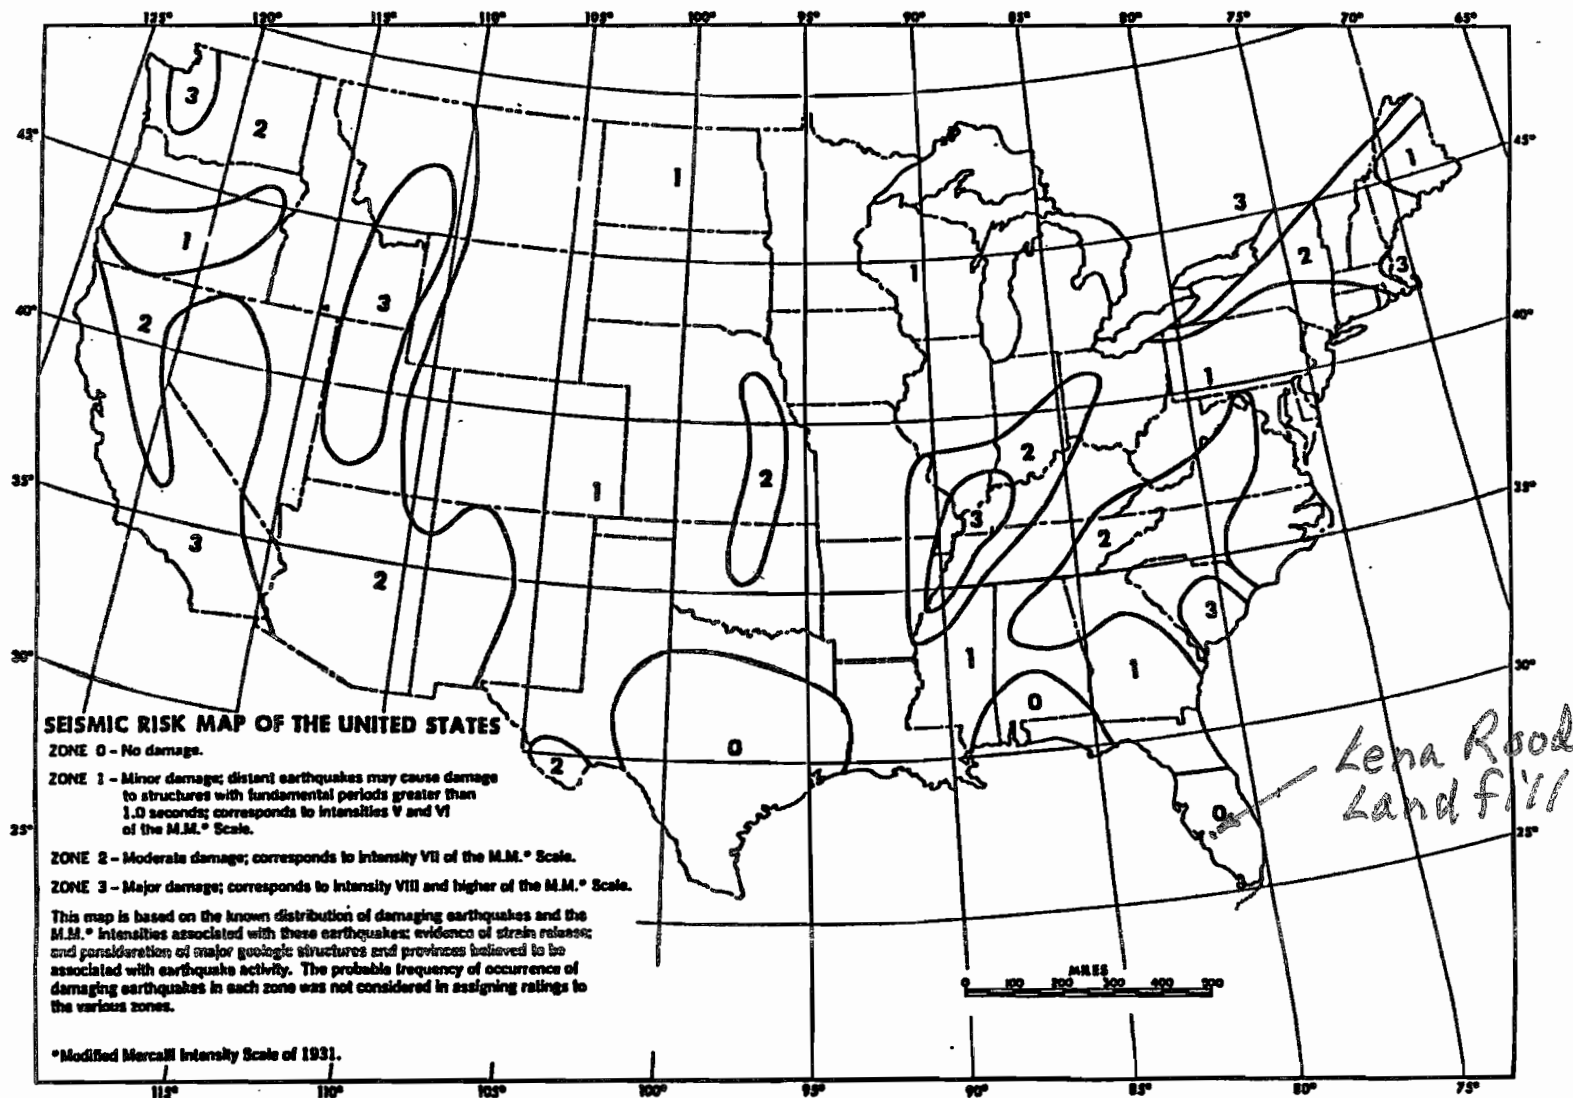 125° 120° 115° 110° 105° 100° 95° 90° 85° 80° 75° 70° 65°
3
2
45° 45°
1
1
3
1
2
1
3
3
2
40° 40°
1
2
2
35° 1 35°
3
3
2
2
3
30° 1 1 30°
0
SEISMIC RISK MAP OF THE UNITED STATES
ZONE 0 – No damage.
0
2
Lena Road
Landfill
ZONE 1 – Minor damage; distant earthquakes may cause damage
to structures with fundamental periods greater than
1.0 seconds; corresponds to intensities V and VI
of the M.M.* Scale.
0
25° 25°
ZONE 2 – Moderate damage; corresponds to intensity VII of the M.M.* Scale.
ZONE 3 – Major damage; corresponds to intensity VIII and higher of the M.M.* Scale.
This map is based on the known distribution of damaging earthquakes and the
M.M.* intensities associated with these earthquakes; evidence of strain release;
and consideration of major geologic structures and provinces believed to be
associated with earthquake activity. The probable frequency of occurrence of
damaging earthquakes in each zone was not considered in assigning ratings to
the various zones.
MILES
0 100 200 300 400 500
*Modified Mercalli Intensity Scale of 1931.
115° 110° 105° 100° 95° 90° 85° 80° 75°